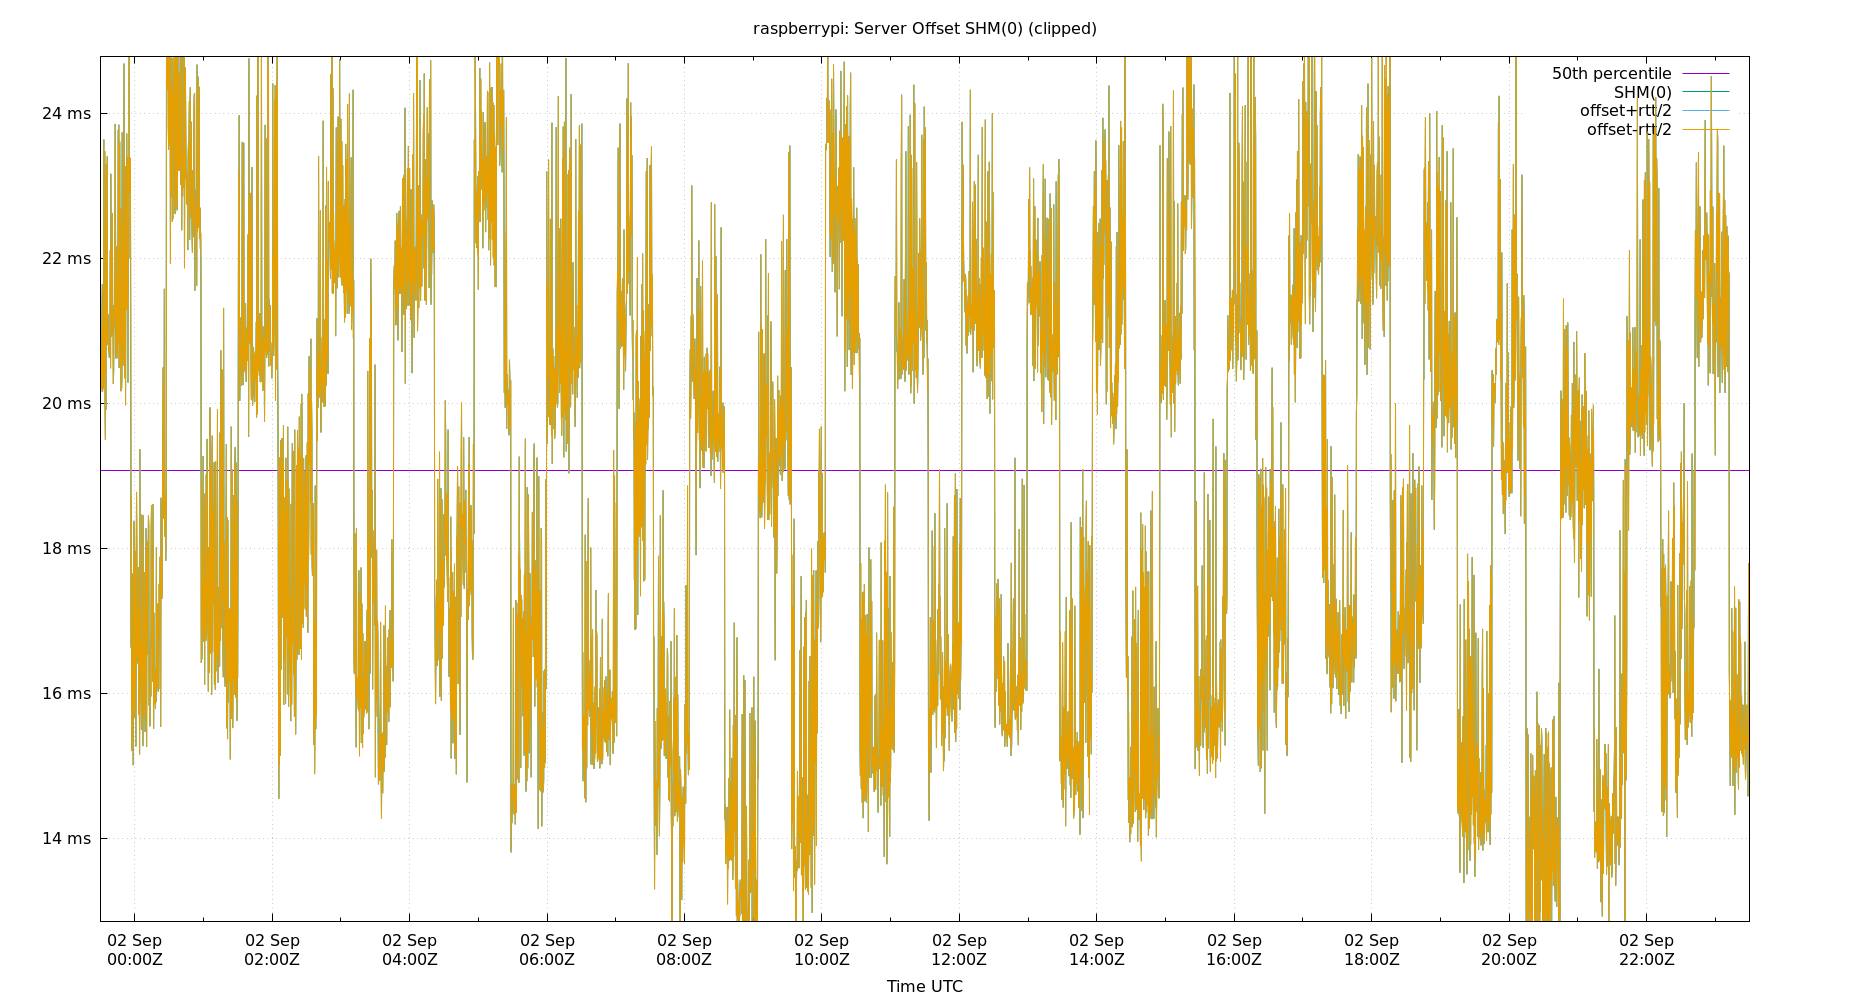 raspberrypi: Server Offset SHM(0) (clipped)
50th percentile
SHM(0)
offset+rtt/2
offset-rtt/2
24 ms
22 ms
20 ms
18 ms
16 ms
14 ms
02 Sep 02 Sep 02 Sep 02 Sep 02 Sep 02 Sep 02 Sep 02 Sep 02 Sep 02 Sep 02 Sep 02 Sep
00:00Z 02:00Z 04:00Z 06:00Z 08:00Z 10:00Z 12:00Z 14:00Z 16:00Z 18:00Z 20:00Z 22:00Z
Time UTC